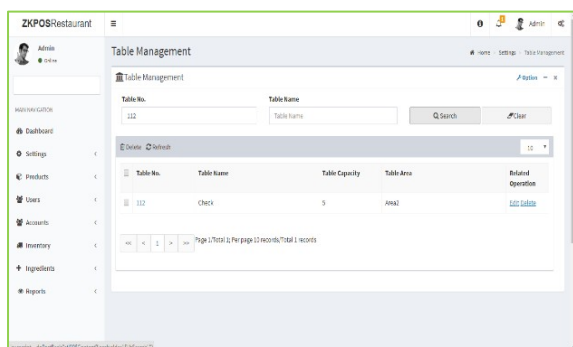 ZKPOSRestaurant
0
Admin
Admin
Online
Table Management
Home - Settings - Table Management
Table Management
Option
Table No.
Table Name
112
Table Name
Search
Clear
MAIN NAVIGATION
Dashboard
Settings
Products
Users
Accounts
Inventory
Ingredients
Reports
Delete Refresh
10
Table No. Table Name Table Capacity Table Area Related Operation
112 Check 5 Area2 Edit Delete
<< < 1 > >> Page 1/Total 1; Per page 10 records/Total 1 records